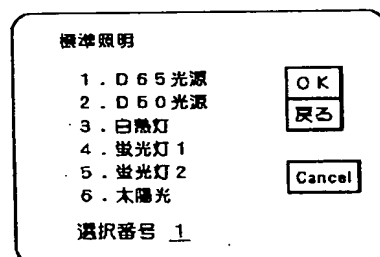 標準照明
1.D65光源
2.D50光源
3.白熱灯
4.蛍光灯1
5.蛍光灯2
6.太陽光
選択番号 1
OK
戻る
Cancel